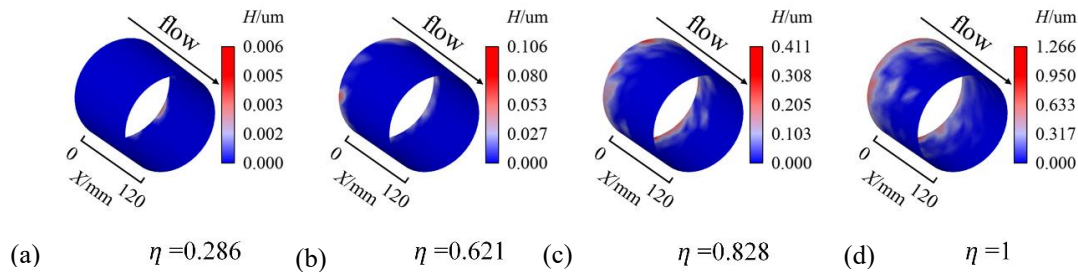 H/um
flow
0.006
0.005
0.003
0.002
0.000
0
X/mm
120
(a)
η =0.286
H/um
flow
0.106
0.080
0.053
0.027
0.000
0
X/mm
120
(b)
η =0.621
H/um
flow
0.411
0.308
0.205
0.103
0.000
0
X/mm
120
(c)
η =0.828
H/um
flow
1.266
0.950
0.633
0.317
0.000
0
X/mm
120
(d)
η =1